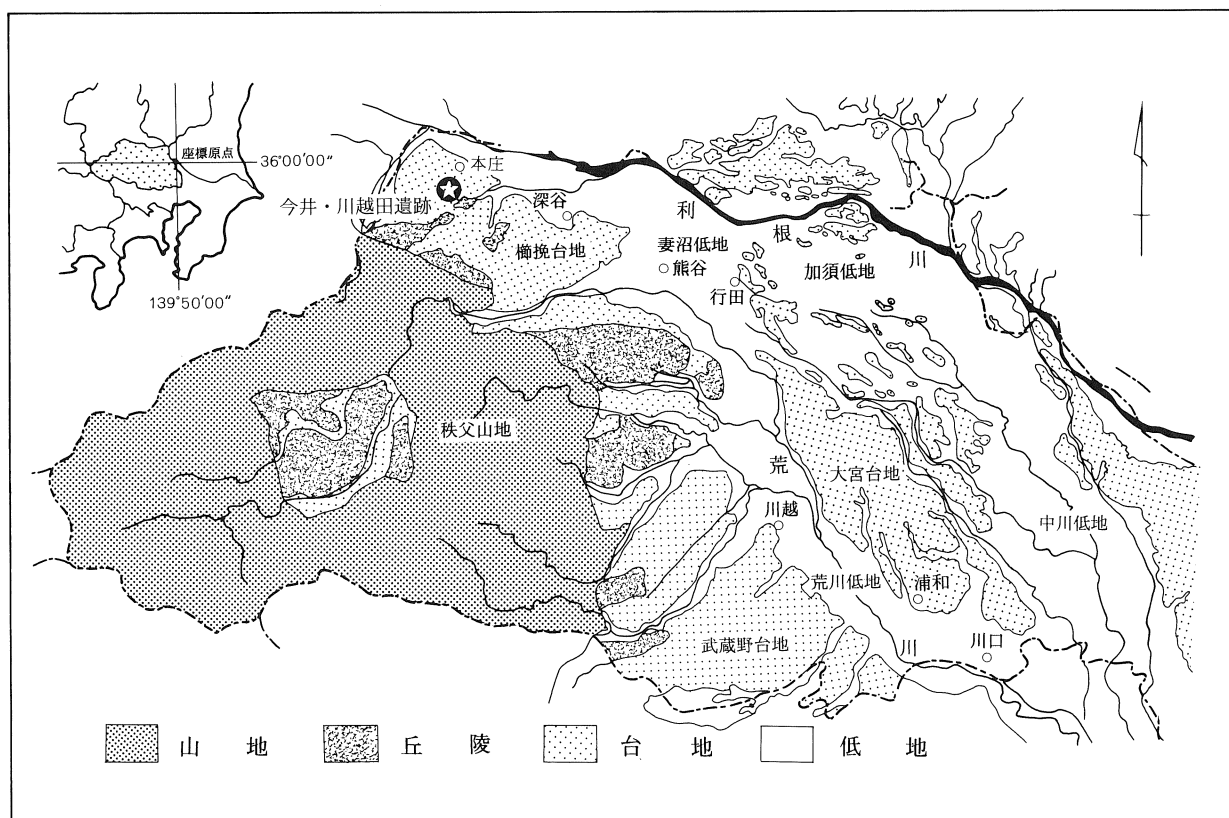 座標原点
36°00′00″
139°50′00″
本庄
今井・川越田遺跡
深谷
櫛挽台地
利
根
川
妻沼低地
熊谷
行田
加須低地
秩父山地
荒
大宮台地
川越
中川低地
荒川低地
浦和
武蔵野台地
川
川口
山地
丘陵
台地
低地